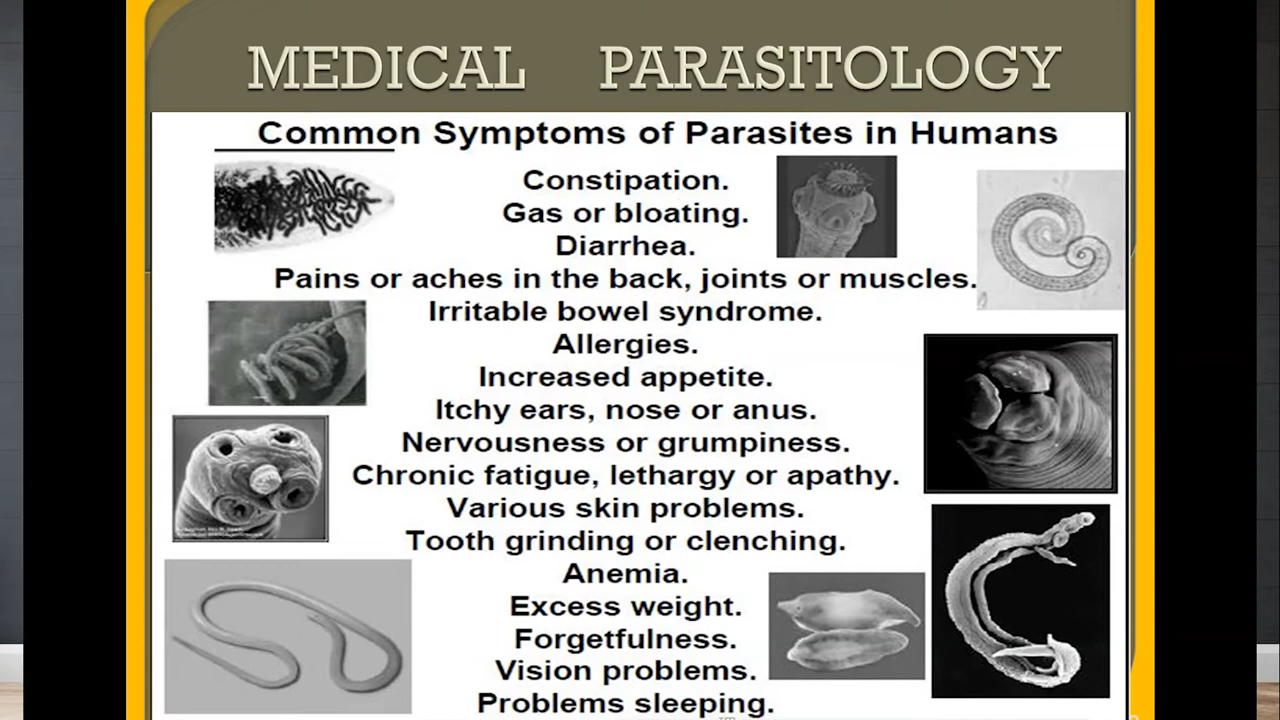 MEDICAL PARASITOLOGY
Common Symptoms of Parasites in Humans
Constipation.
Gas or bloating.
Diarrhea.
Pains or aches in the back, joints or muscles.
Irritable bowel syndrome.
Allergies.
Increased appetite.
Itchy ears, nose or anus.
Nervousness or grumpiness.
Chronic fatigue, lethargy or apathy.
Various skin problems.
Tooth grinding or clenching.
Anemia.
Excess weight.
Forgetfulness.
Vision problems.
Problems sleeping.